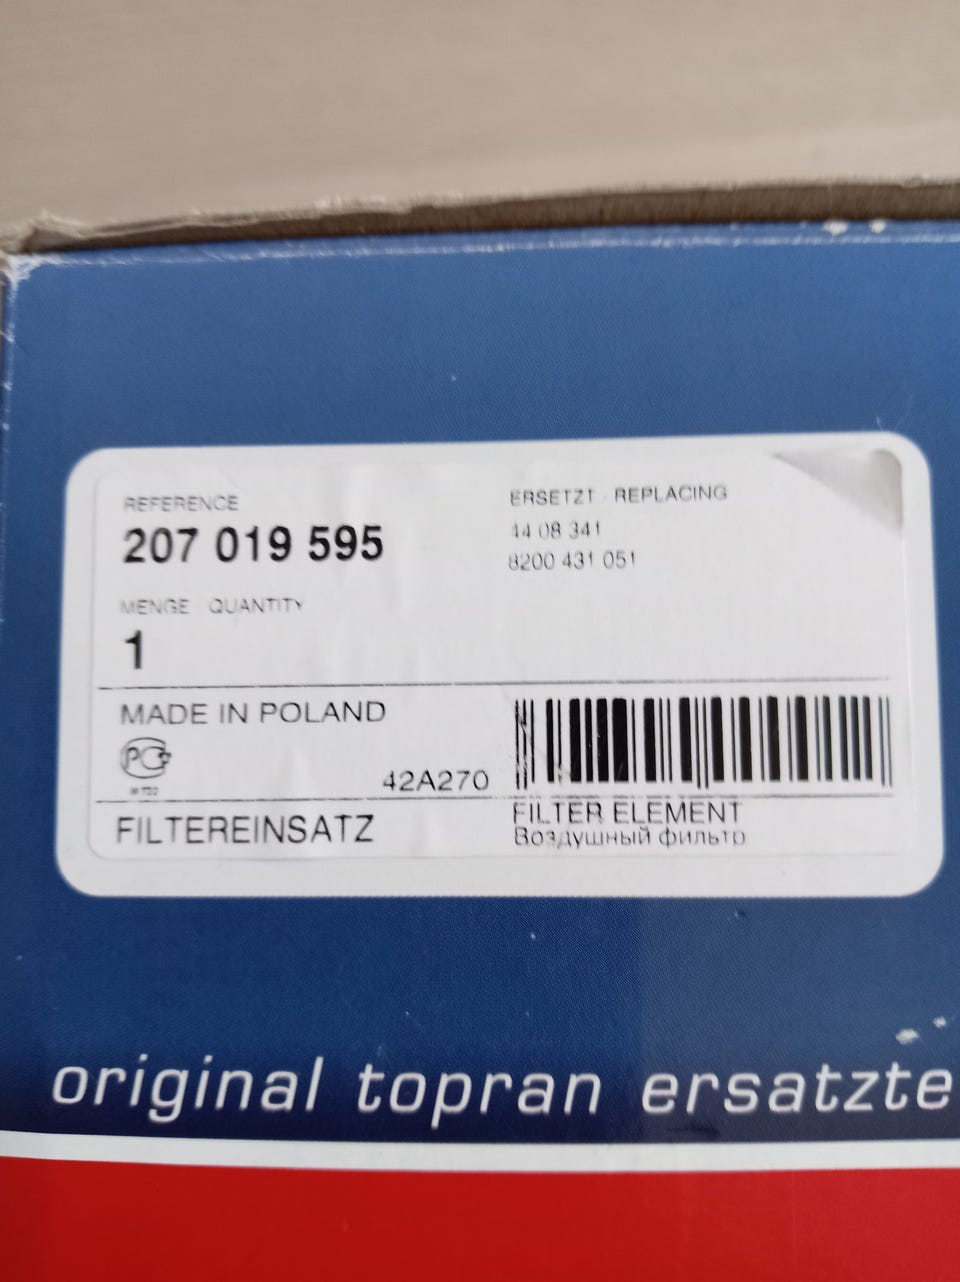 REFERENCE
207 019 595
ERSETZT · REPLACING
44 08 341
8200 431 051
MENGE QUANTITY
1
MADE IN POLAND
РС
42A270
FILTEREINSATZ
FILTER ELEMENT
Воздушный фильтр
original topran ersatzte